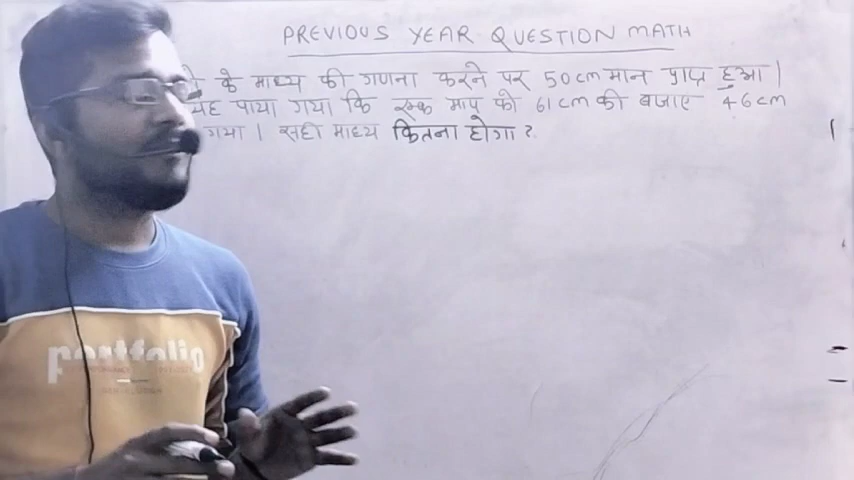 PREVIOUS YEAR QUESTION MATH
के माध्य की गणना करने पर 50cm मान प्राप्त हुआ |
यह पाया गया कि एक माप को 61cm की बजाए 46cm
गया | सही माध्य कितना होगा ?
portfolio